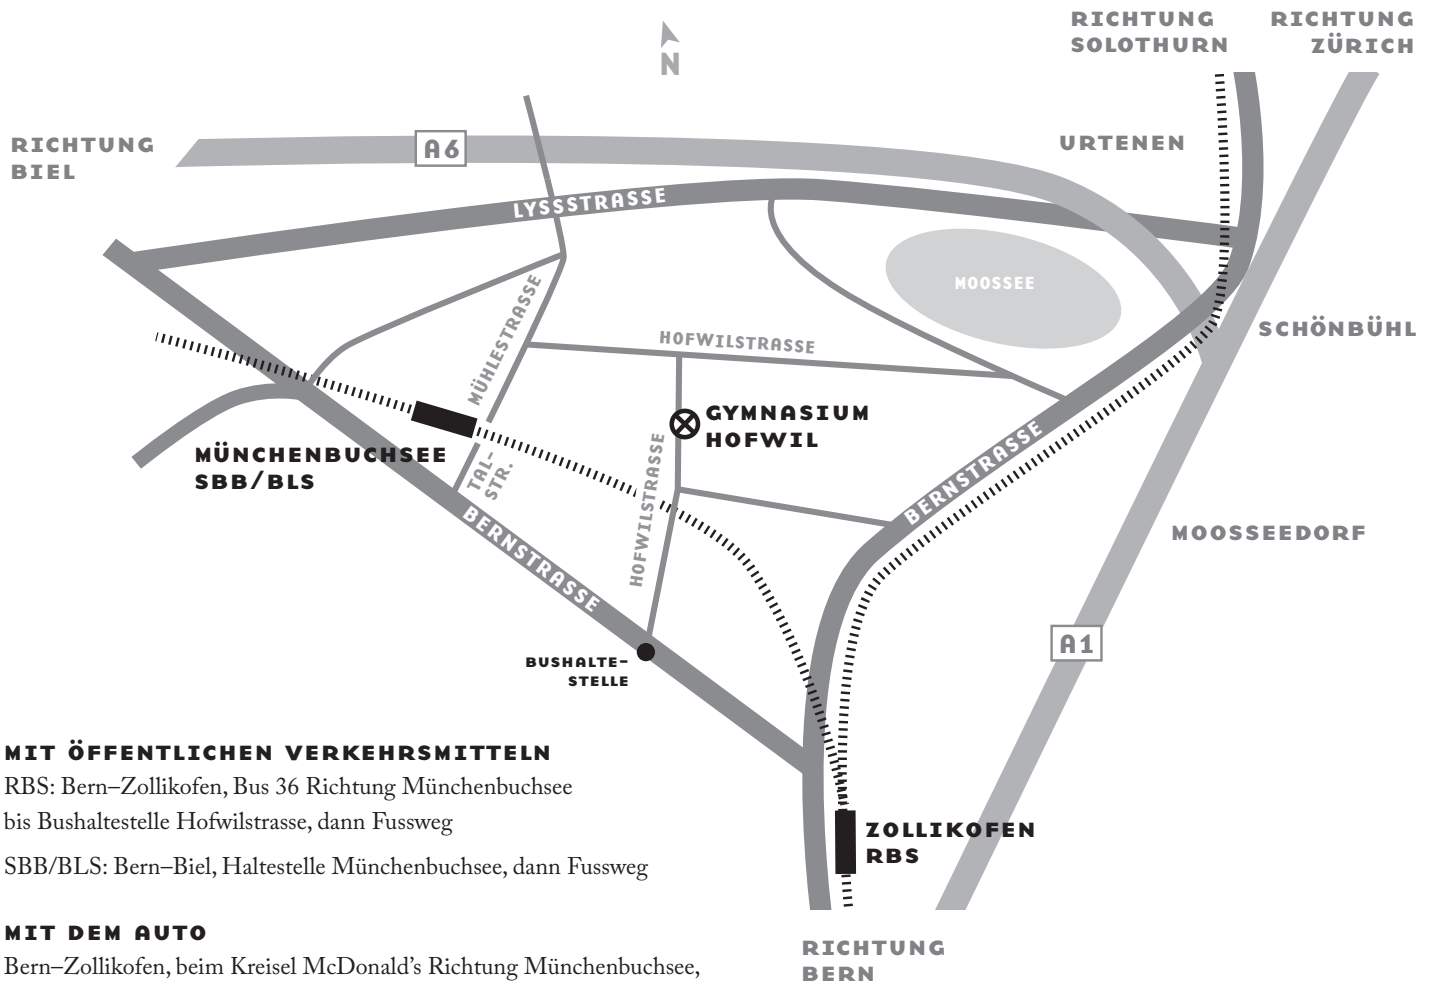 RICHTUNG
SOLOTHURN
RICHTUNG
ZÜRICH
N
RICHTUNG
BIEL
A6
URTENEN
LYSSSTRASSE
MOOSSEE
MÜHLESTRASSE
HOFWILSTRASSE
SCHÖNBÜHL
GYMNASIUM
HOFWIL
MÜNCHENBUCHSEE
SBB/BLS
TAL-
STR.
HOFWILSTRASSE
BERNSTRASSE
BERNSTRASSE
MOOSSEEDORF
A1
BUSHALTE-
STELLE
MIT ÖFFENTLICHEN VERKEHRSMITTELN
RBS: Bern–Zollikofen, Bus 36 Richtung Münchenbuchsee
bis Bushaltestelle Hofwilstrasse, dann Fussweg
SBB/BLS: Bern–Biel, Haltestelle Münchenbuchsee, dann Fussweg
ZOLLIKOFEN
RBS
MIT DEM AUTO
Bern–Zollikofen, beim Kreisel McDonald’s Richtung Münchenbuchsee,
RICHTUNG
BERN